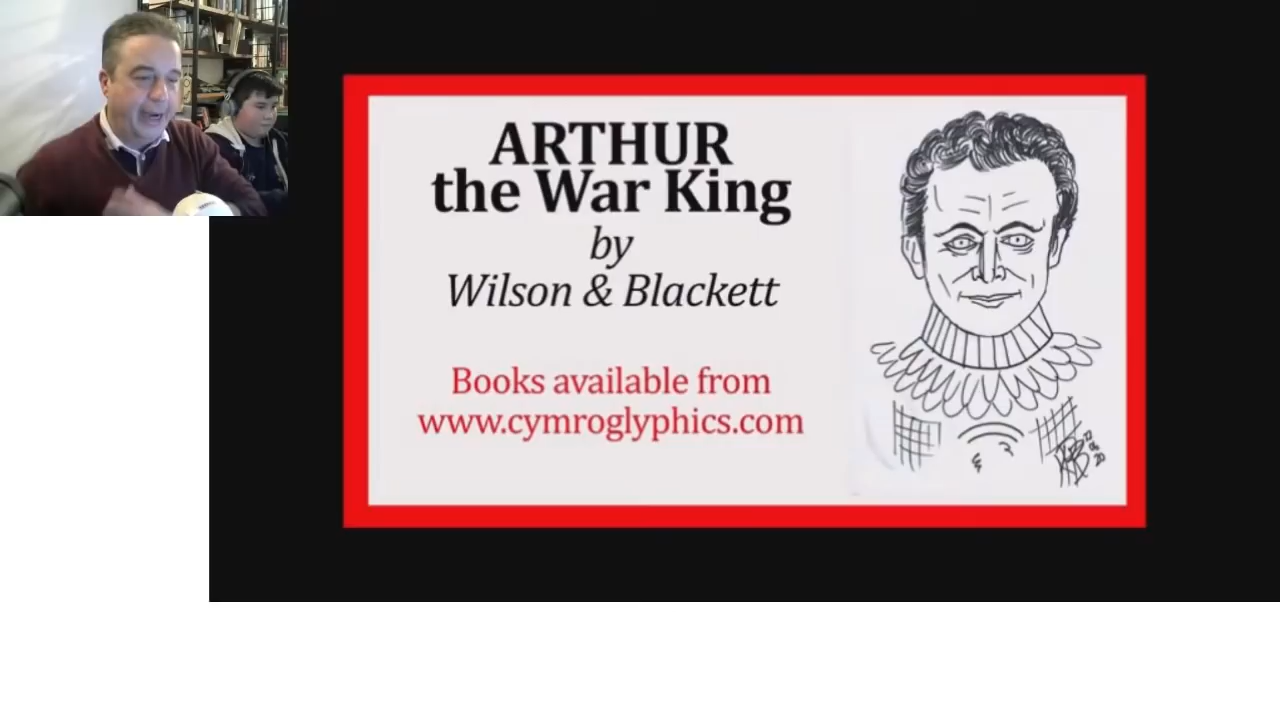 ARTHUR
the War King
by
Wilson & Blackett
Books available from
www.cymroglyphics.com